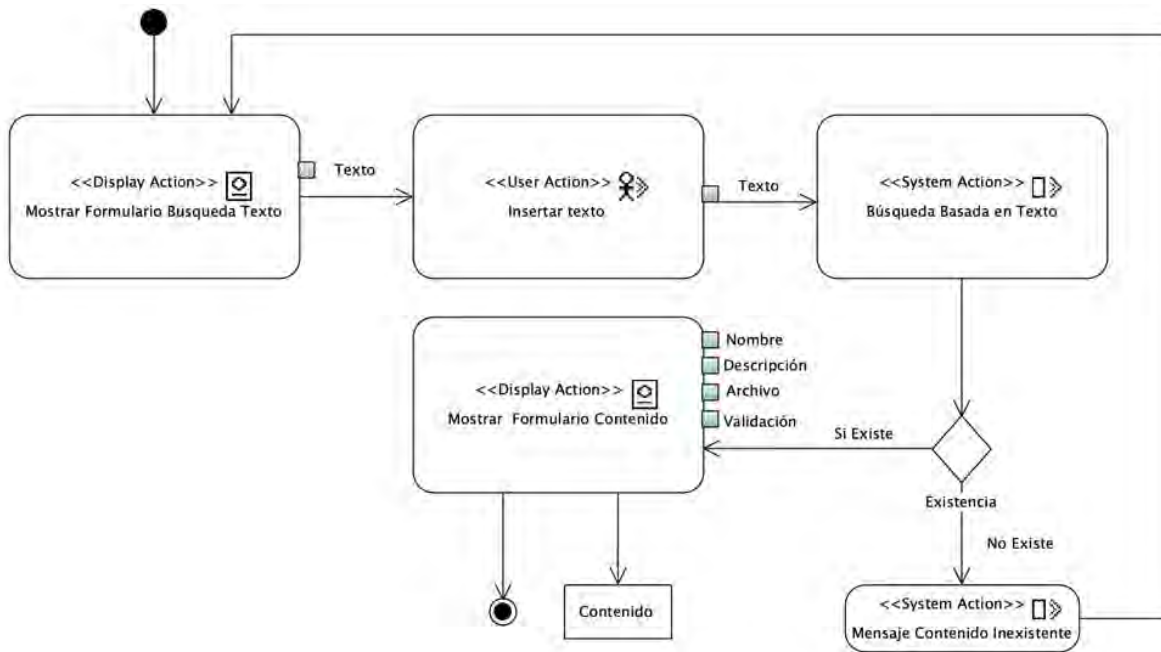 <<Display Action>>
Mostrar Formulario Busqueda Texto
Texto
<<User Action>>
Insertar texto
Texto
<<System Action>>
Búsqueda Basada en Texto
<<Display Action>>
Mostrar Formulario Contenido
Nombre
Descripción
Archivo
Validación
Si Existe
Existencia
No Existe
Contenido
<<System Action>>
Mensaje Contenido Inexistente